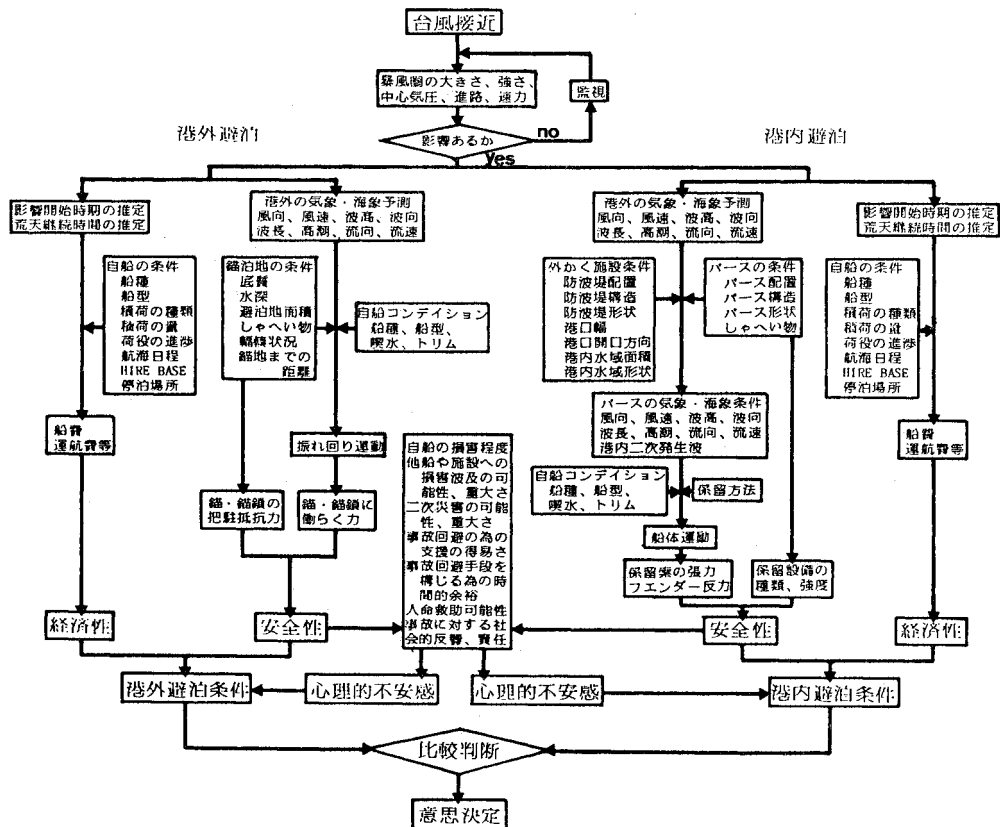 台風接近
暴風圏の大きさ、強さ、
中心気圧、進路、速力
監視
影響あるか
no
yes
港外避泊
影響開始時期の推定
荒天継続時間の推定
自船の条件
船種
船型
積荷の種類
積荷の量
荷役の進捗
航海日程
HIRE BASE
停泊場所
船費
運航費等
経済性
港外の気象・海象予測
風向、風速、波高、波向
波長、高潮、流向、流速
錨泊地の条件
底質
水深
避泊地面積
しゃへい物
輻輳状況
錨地までの
距離
自船コンデイション
船種、船型、
喫水、トリム
振れ回り運動
錨・錨鎖の
把駐抵抗力
錨・錨鎖に
働らく力
安全性
自船の損害程度
他船や施設への
損害波及の可
能性、重大さ
二次災害の可能
性、重大さ
事故回避の為の
支援の得易さ
事故回避手段を
構じる為の時
間的余裕
人命救助可能性
事故に対する社
会的反響、責任
港内避泊
港外の気象・海象予測
風向、風速、波高、波向
波長、高潮、流向、流速
外かく施設条件
防波堤配置
防波堤構造
防波堤形状
港口幅
港口開口方向
港内水域面積
港内水域形状
バースの条件
バース配置
バース構造
バース形状
しゃへい物
バースの気象・海象条件
風向、風速、波高、波向
波長、高潮、流向、流速
港内二次発生波
自船コンデイション
船種、船型、
喫水、トリム
保留方法
船体運動
保留索の張力
フエンダー反力
保留設備の
種類、強度
安全性
影響開始時期の推定
荒天継続時間の推定
自船の条件
船種
船型
積荷の種類
積荷の量
荷役の進捗
航海日程
HIRE BASE
停泊場所
船費
運航費等
経済性
港外避泊条件
心理的不安感
心理的不安感
港内避泊条件
比較判断
意思決定